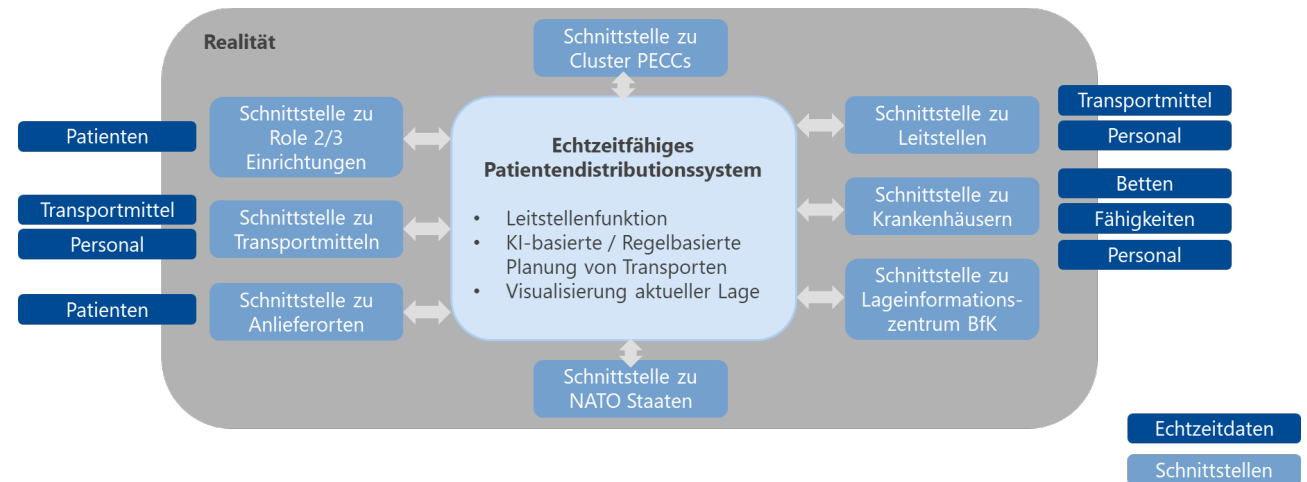 Realität
Schnittstelle zu
Cluster PECCs
Patienten
Schnittstelle zu
Role 2/3
Einrichtungen
Transportmittel
Personal
Schnittstelle zu
Transportmitteln
Patienten
Schnittstelle zu
Anlieferorten
Echtzeitfähiges
Patientendistributionssystem
• Leitstellenfunktion
• KI-basierte / Regelbasierte
Planung von Transporten
• Visualisierung aktueller Lage
Schnittstelle zu
NATO Staaten
Schnittstelle zu
Leitstellen
Transportmittel
Personal
Schnittstelle zu
Krankenhäusern
Betten
Fähigkeiten
Personal
Schnittstelle zu
Lageinformations-
zentrum BfK
Echtzeitdaten
Schnittstellen